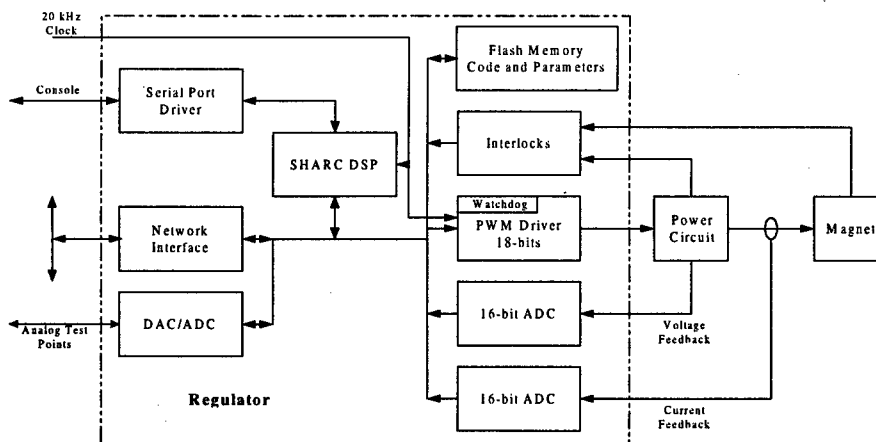 20 kHz
Clock
Flash Memory
Code and Parameters
Console
Serial Port
Driver
Interlocks
SHARC DSP
Watchdog
PWM Driver
18-bits
Power
Circuit
Magnet
Network
Interface
DAC/ADC
Analog Test
Points
16-bit ADC
Voltage
Feedback
Regulator
16-bit ADC
Current
Feedback